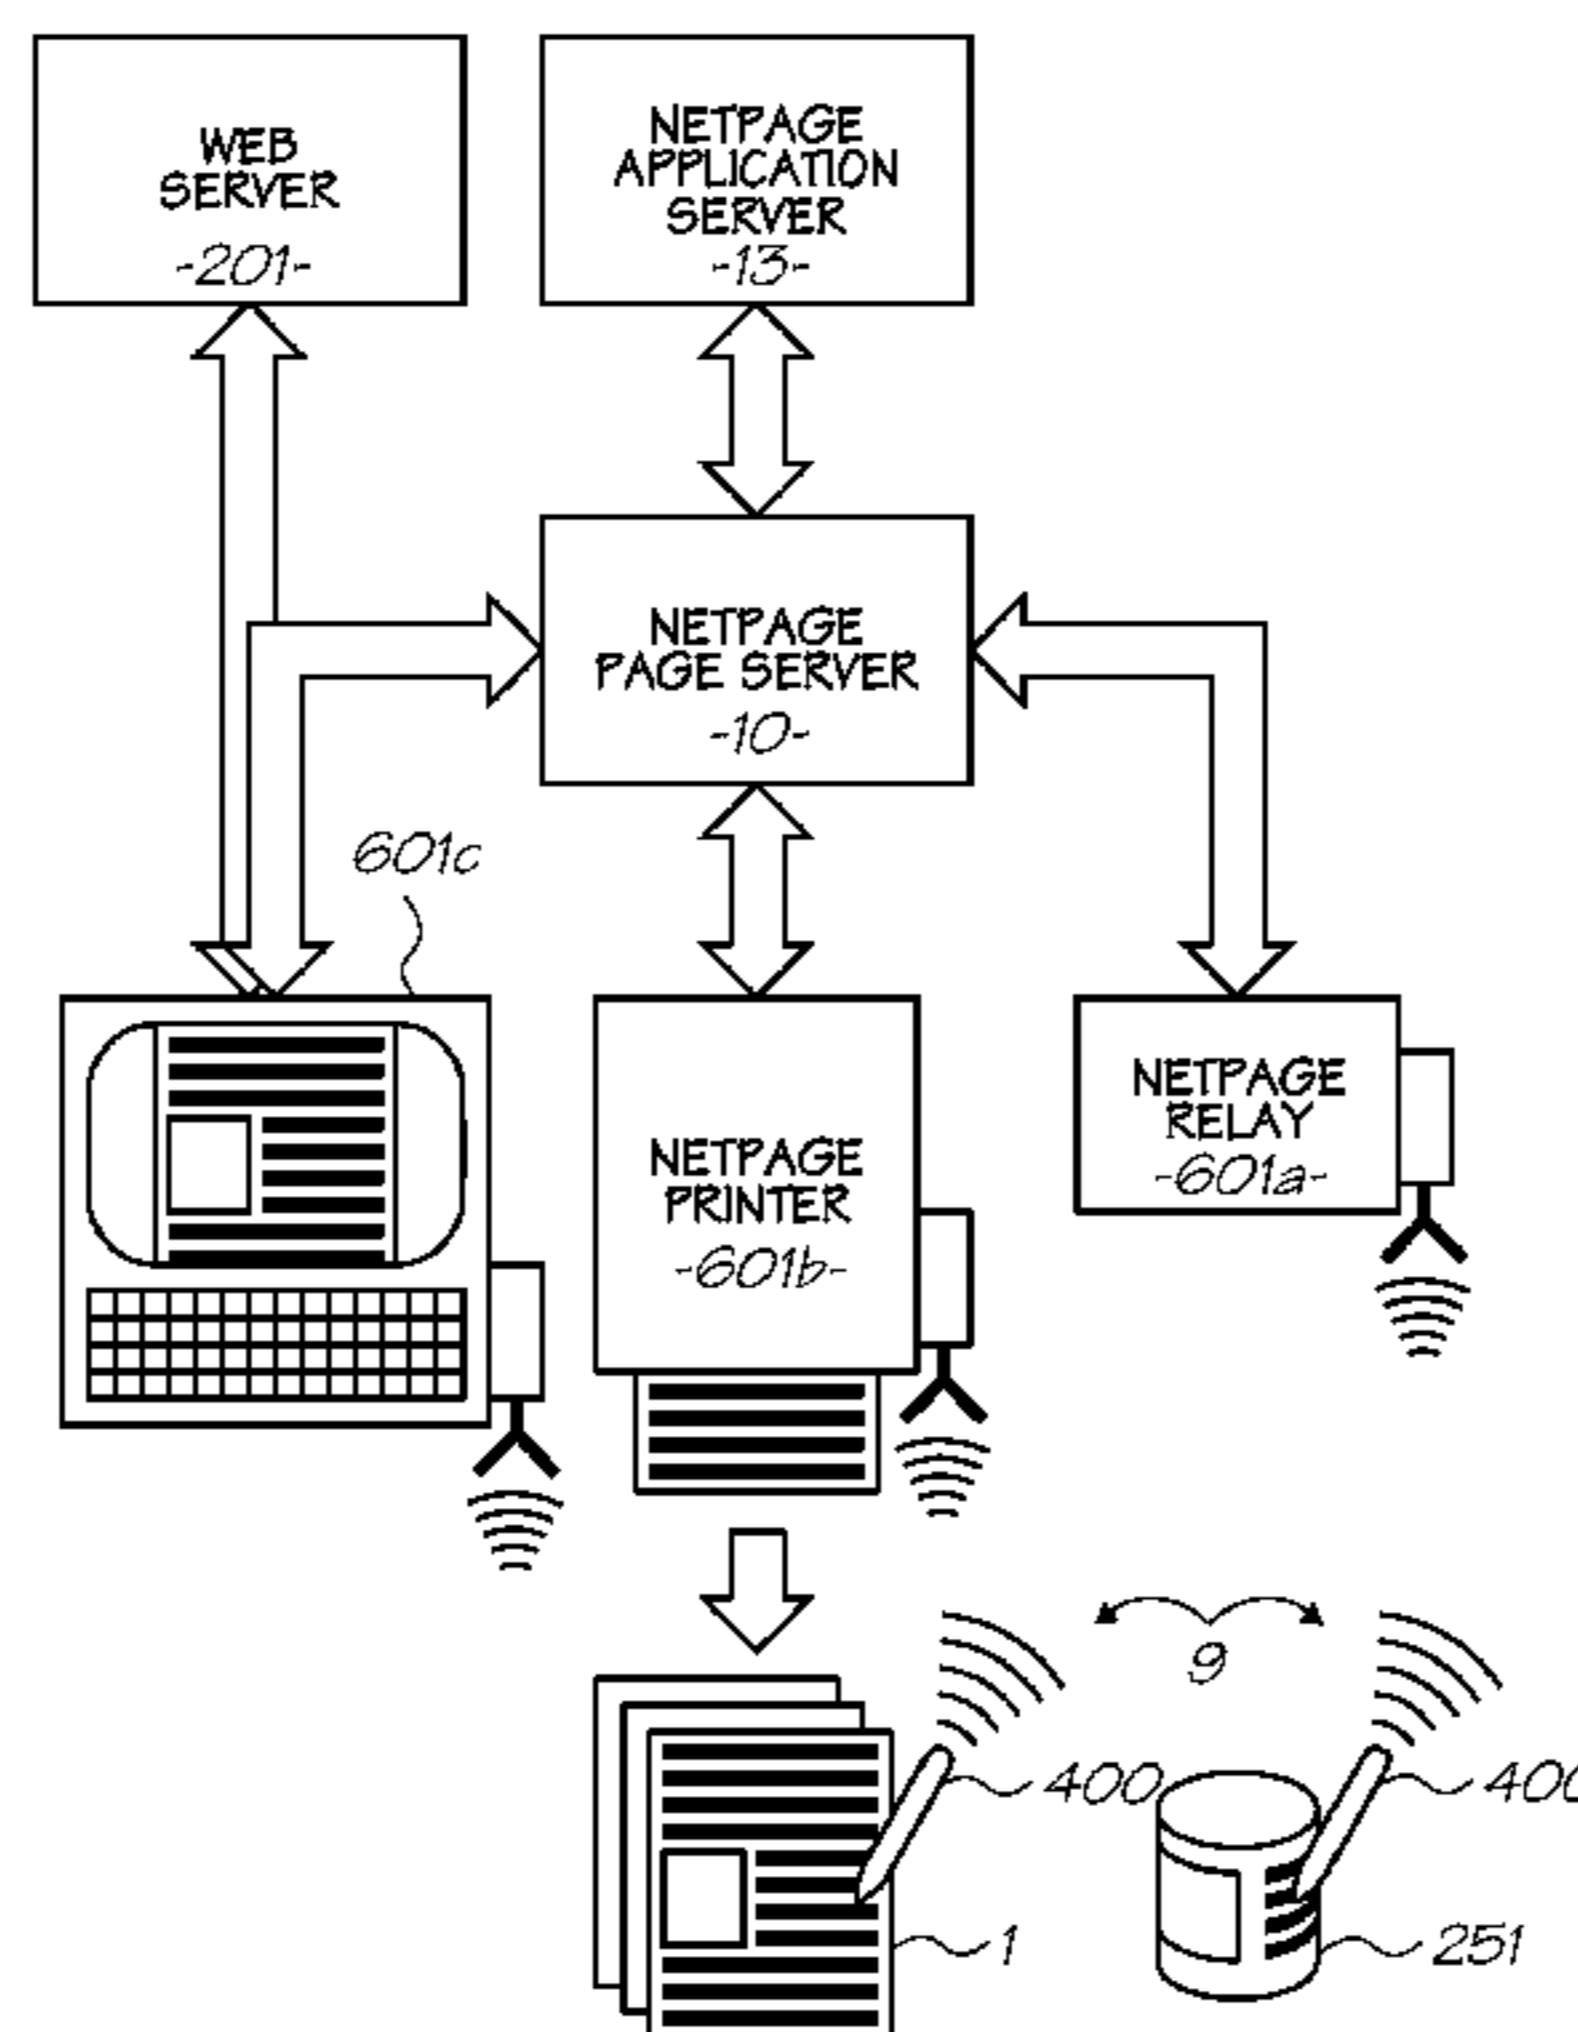 WEB
SERVER
-201-
NETPAGE
APPLICATION
SERVER
-13-
NETPAGE
PAGE SERVER
-10-
601c
NETPAGE
PRINTER
-601b-
NETPAGE
RELAY
-601a-
9
400
400
1
251